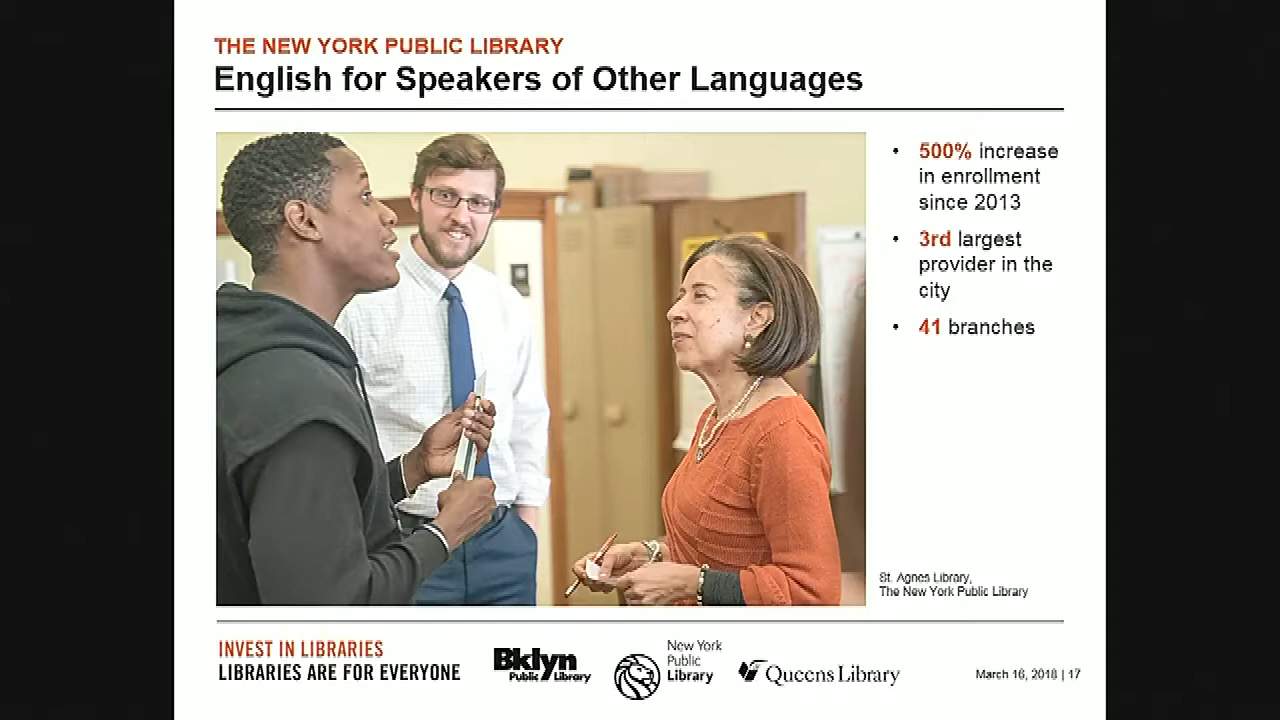 THE NEW YORK PUBLIC LIBRARY
English for Speakers of Other Languages
• 500% increase
in enrollment
since 2013
• 3rd largest
provider in the
city
• 41 branches
St. Agnes Library,
The New York Public Library
INVEST IN LIBRARIES
LIBRARIES ARE FOR EVERYONE
Bklyn
Public Library
New York
Public
Library
Queens Library
March 16, 2018 | 17